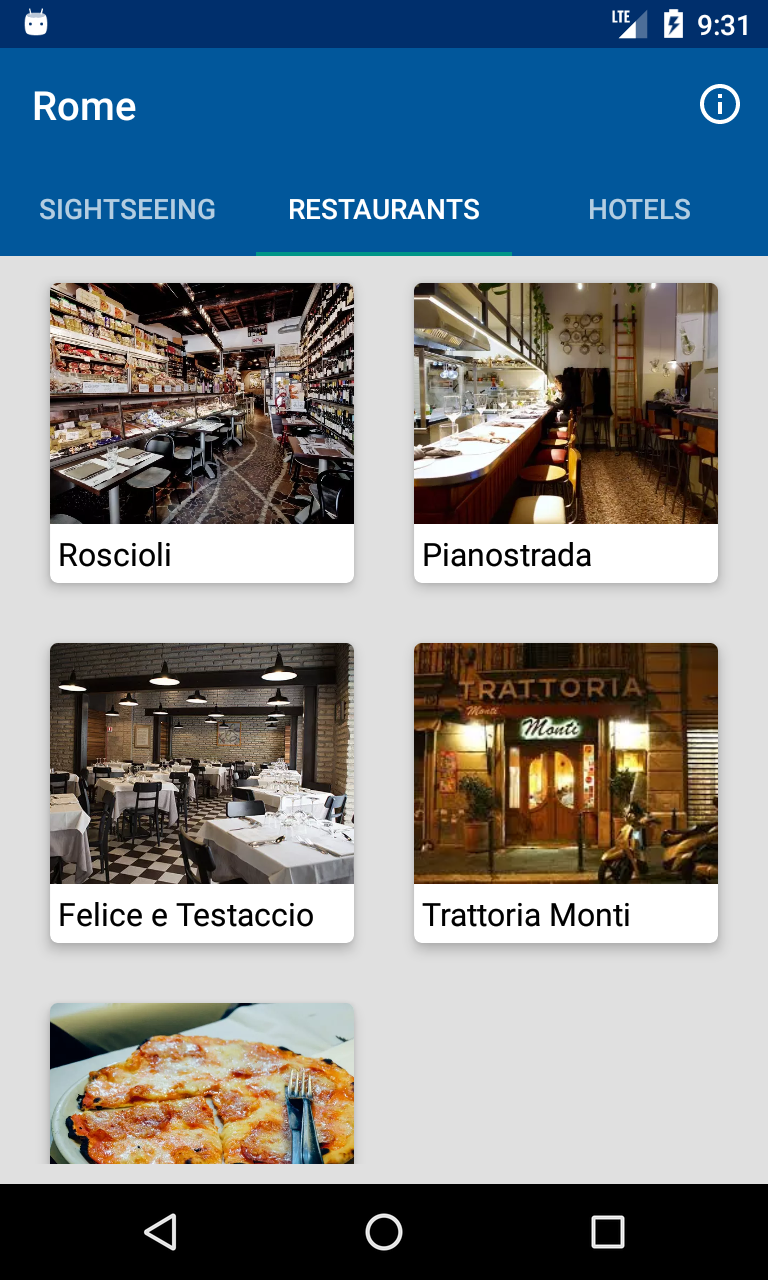 LTE 9:31
Rome
SIGHTSEEING RESTAURANTS HOTELS
TRATTORIA
Monti
Monti
Roscioli Pianostrada
Felice e Testaccio Trattoria Monti